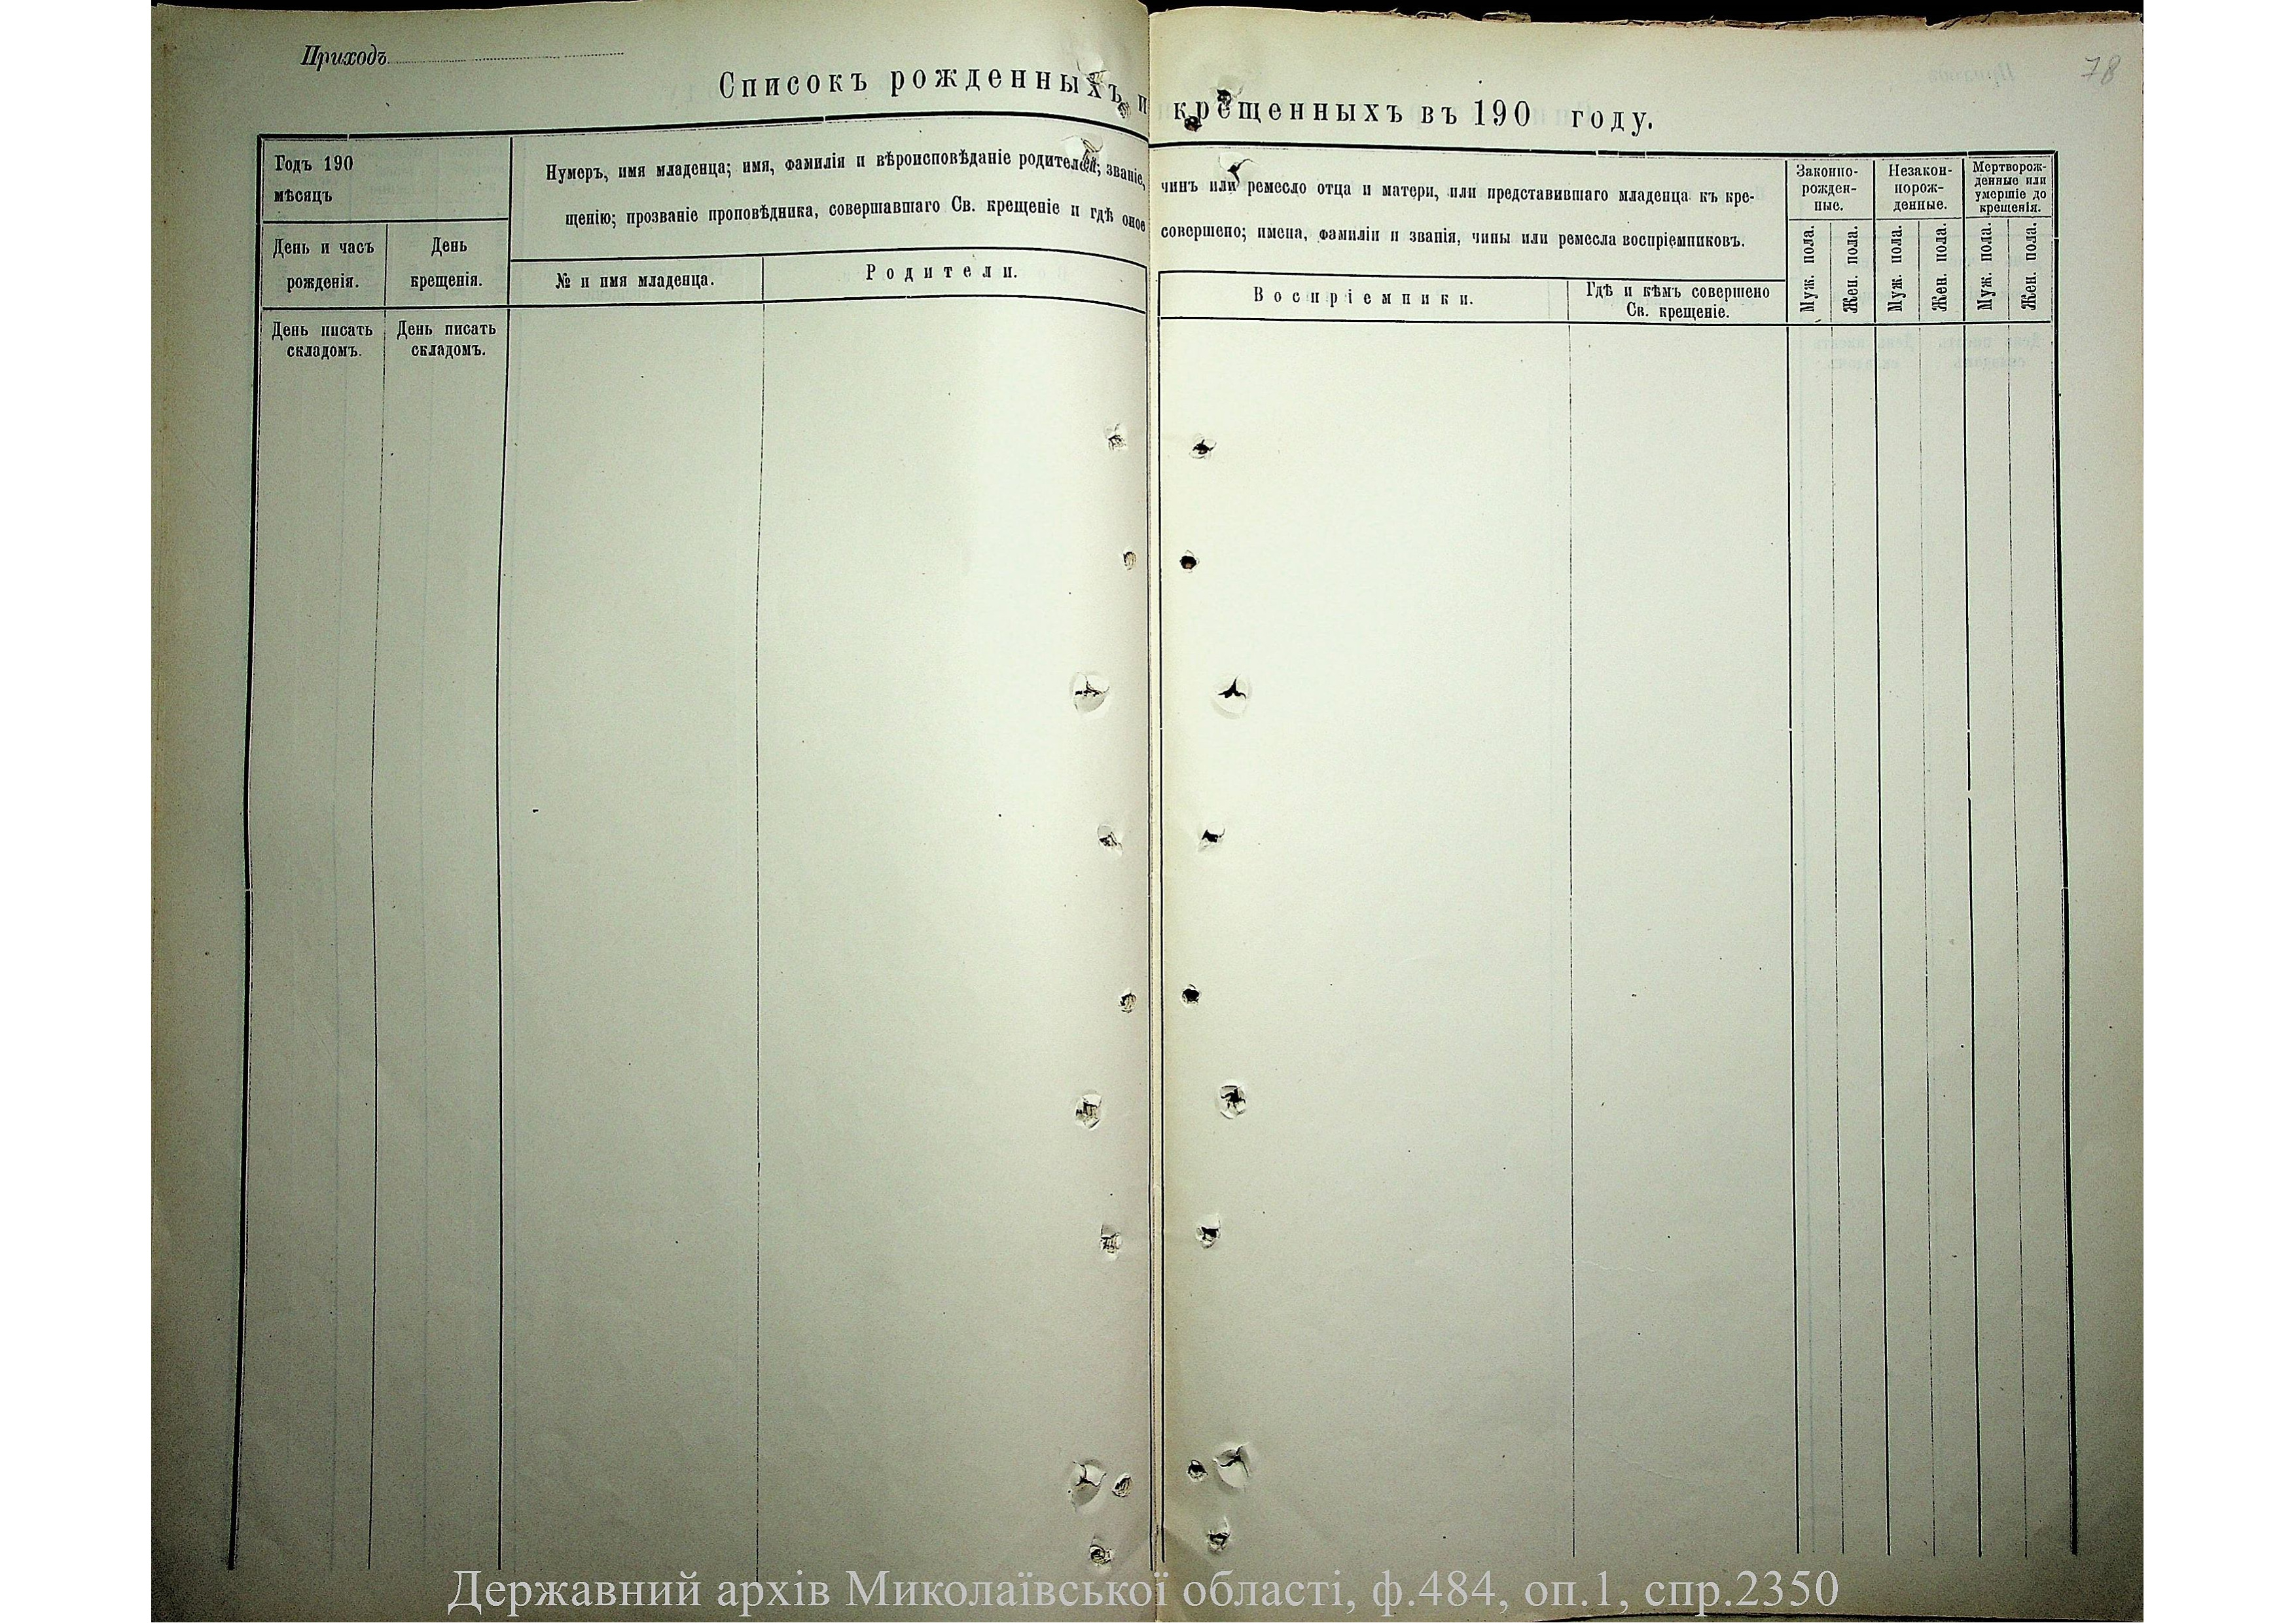 Приходъ
78
Списокъ рожденныхъ и крещенныхъ въ 190 году.
Годъ 190
мѣсяцъ
День и часъ
рожденія.
День
крещенія.
Нумеръ, имя младенца; имя, фамилія и вѣроисповѣданіе родителей; званіе, чинъ или ремесло отца и матери, или представившаго младенца къ кре-
щенію; прозваніе проповѣдника, совершавшаго Св. крещеніе и гдѣ оное совершено; имена, фамиліи и званія, чины или ремесла воспріемниковъ.
№ и имя младенца.
Родители.
Воспріемники.
Гдѣ и кѣмъ совершено
Св. крещеніе.
Законно-
рожден-
ные.
Незакон-
норож-
денные.
Мертворож-
денные или
умершіе до
крещенія.
Муж. пола.
Жен. пола.
Муж. пола.
Жен. пола.
Муж. пола.
Жен. пола.
День писать
складомъ.
День писать
складомъ.
Державний архів Миколаївської області, ф.484, оп.1, спр.2350